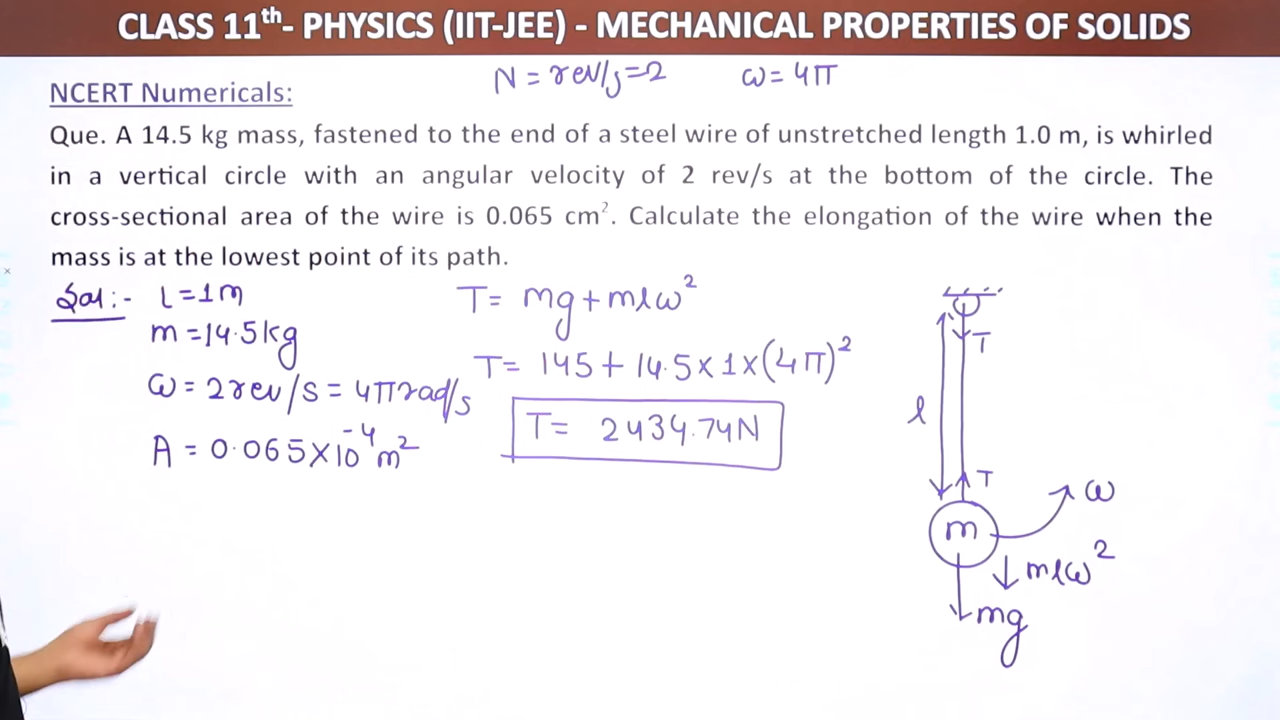 CLASS 11th- PHYSICS (IIT-JEE) - MECHANICAL PROPERTIES OF SOLIDS
N = rev/s = 2 ω = 4π
NCERT Numericals:
Que. A 14.5 kg mass, fastened to the end of a steel wire of unstretched length 1.0 m, is whirled
in a vertical circle with an angular velocity of 2 rev/s at the bottom of the circle. The
cross-sectional area of the wire is 0.065 cm². Calculate the elongation of the wire when the
mass is at the lowest point of its path.
Sol :- l = 1m
m = 14.5kg
ω = 2rev/s = 4π rad/s
A = 0.065×10⁻⁴ m²
T = mg + mlω²
T = 145 + 14.5×1×(4π)²
T = 2434.74N
T
l
T
m
ω
mlω²
mg